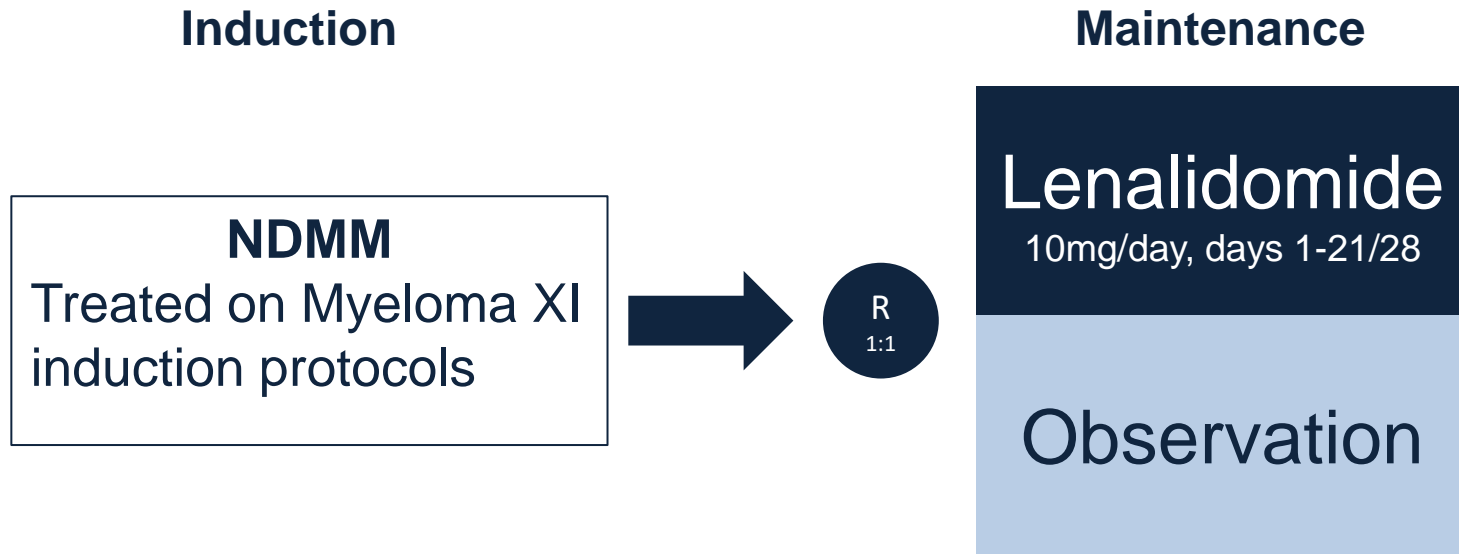 Induction
Maintenance
NDMM
Treated on Myeloma XI
induction protocols
R
1:1
Lenalidomide
10mg/day, days 1-21/28
Observation